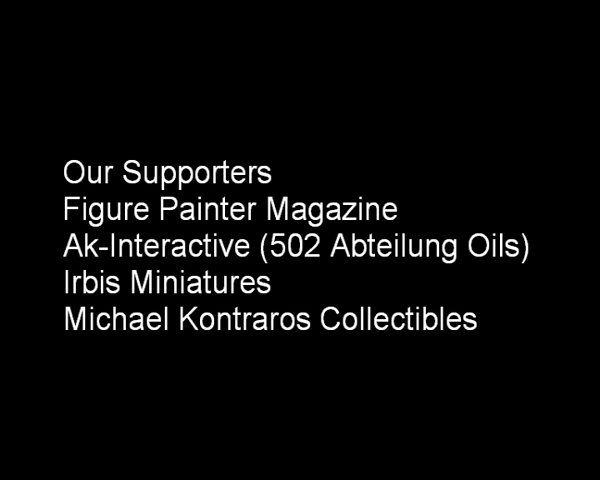 Our Supporters
Figure Painter Magazine
Ak-Interactive (502 Abteilung Oils)
Irbis Miniatures
Michael Kontraros Collectibles